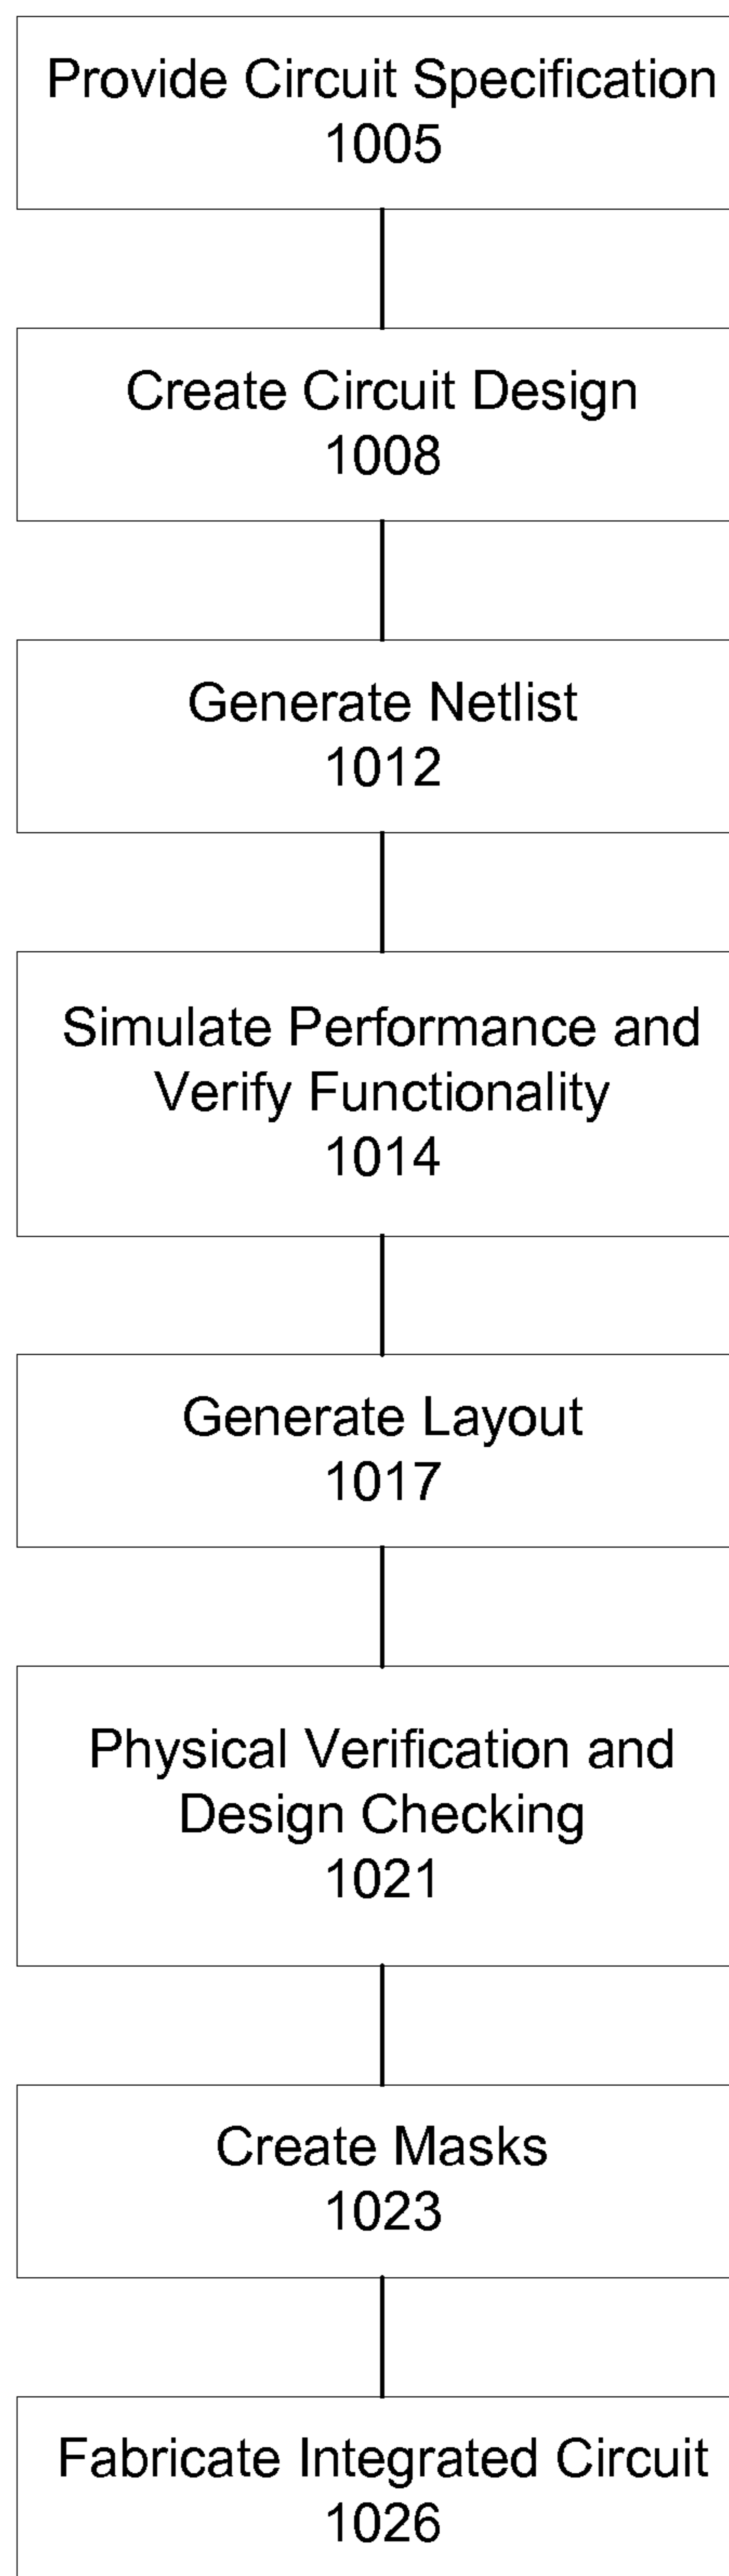 Provide Circuit Specification
1005
Create Circuit Design
1008
Generate Netlist
1012
Simulate Performance and
Verify Functionality
1014
Generate Layout
1017
Physical Verification and
Design Checking
1021
Create Masks
1023
Fabricate Integrated Circuit
1026